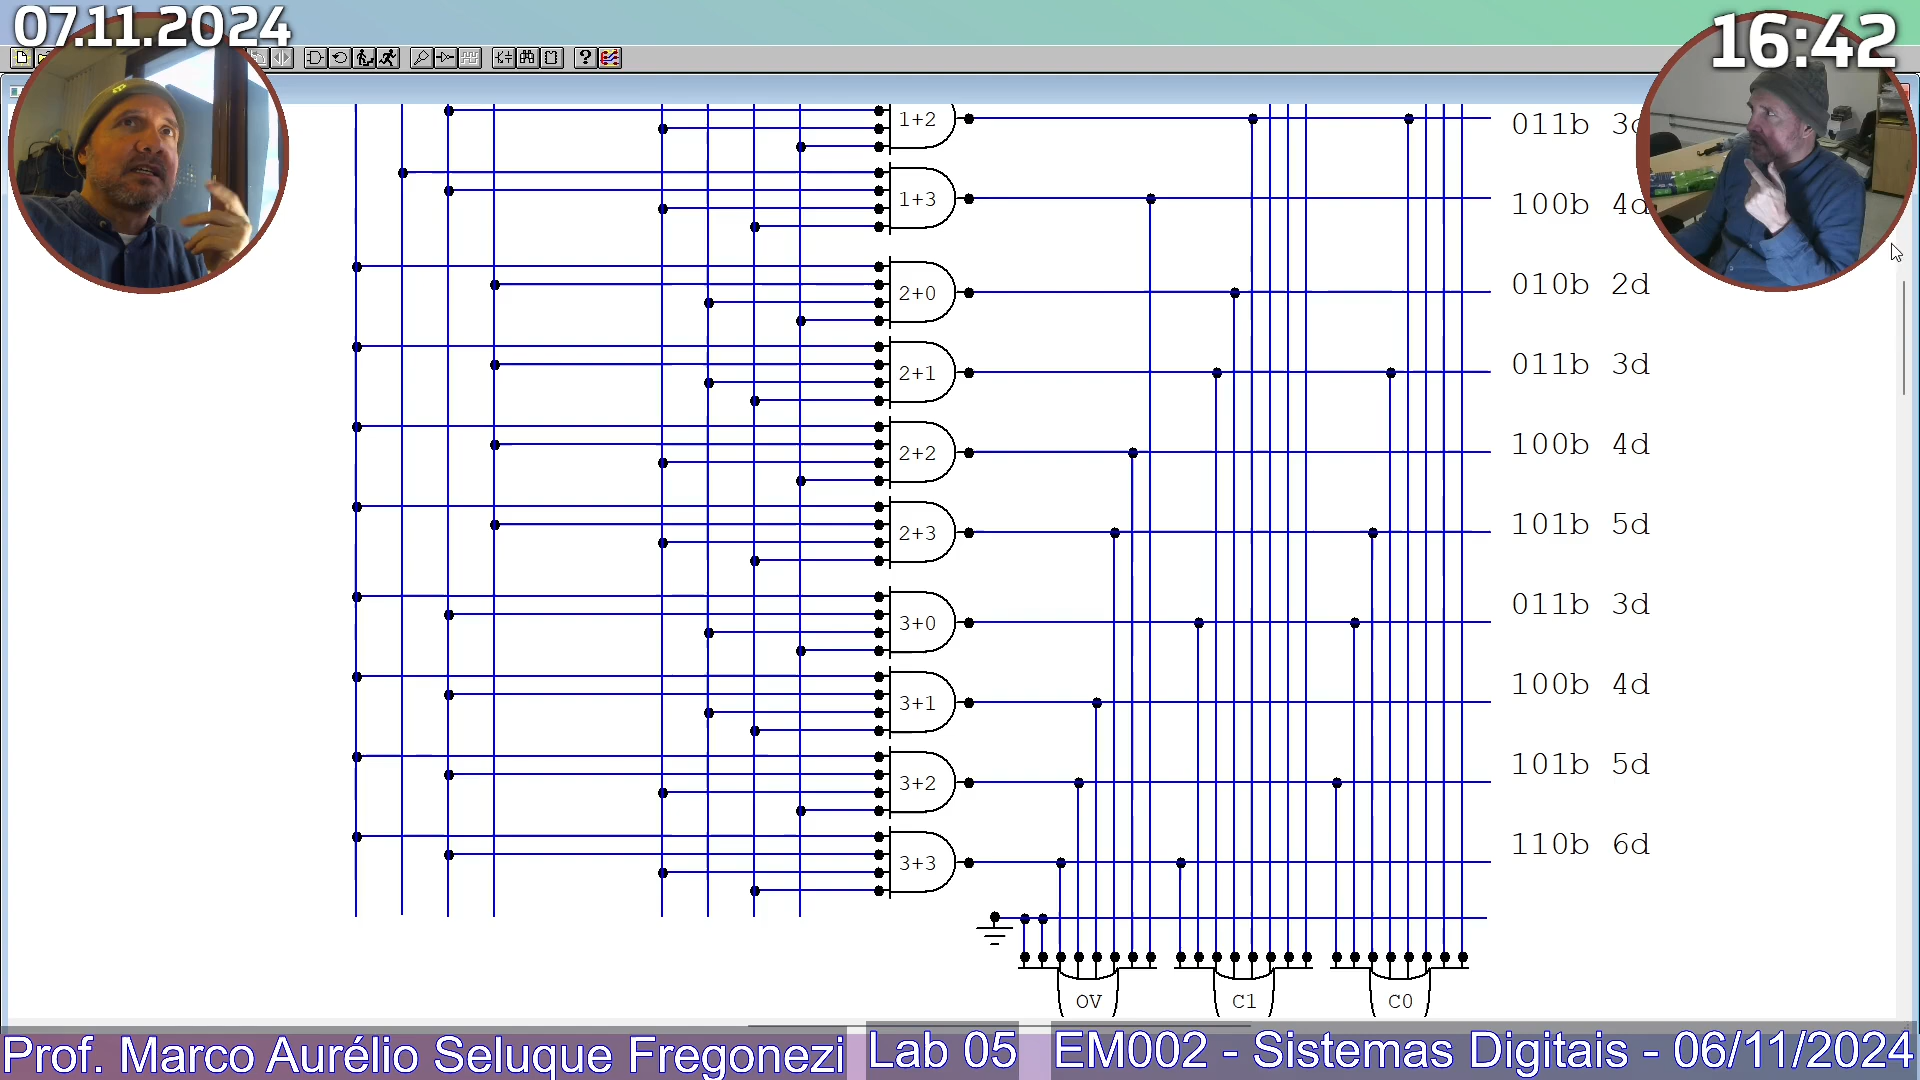 07.11.2024
16:42
1+2 011b 3d
1+3 100b 4d
2+0 010b 2d
2+1 011b 3d
2+2 100b 4d
2+3 101b 5d
3+0 011b 3d
3+1 100b 4d
3+2 101b 5d
3+3 110b 6d
OV C1 C0
Prof. Marco Aurélio Seluque Fregonezi Lab 05 EM002 - Sistemas Digitais - 06/11/2024